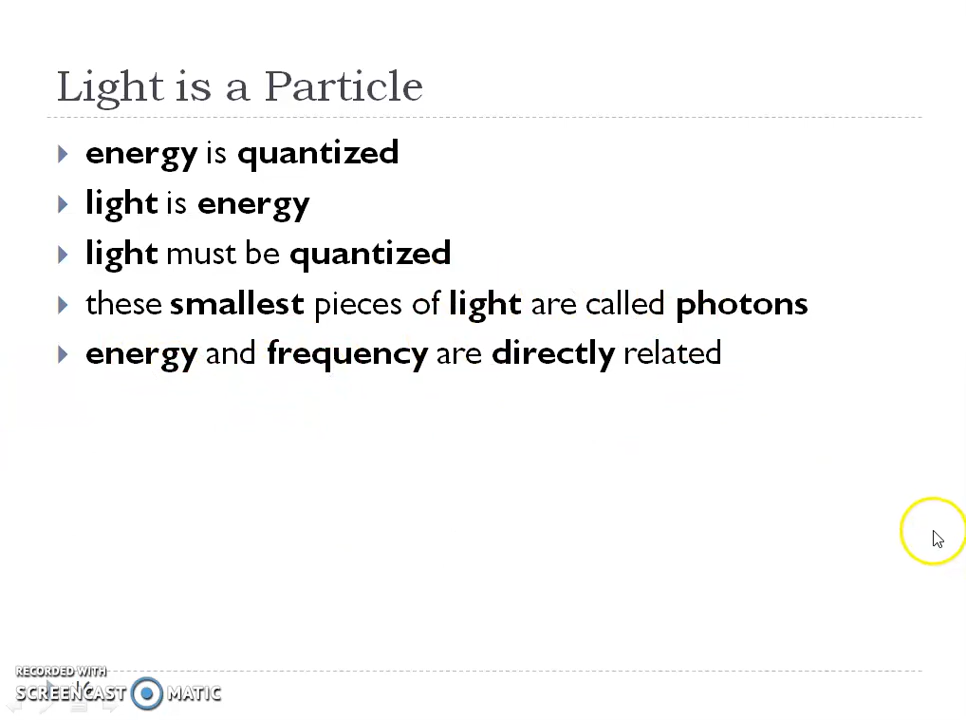 Light is a Particle
energy is quantized
light is energy
light must be quantized
these smallest pieces of light are called photons
energy and frequency are directly related
RECORDED WITH
SCREENCAST MATIC